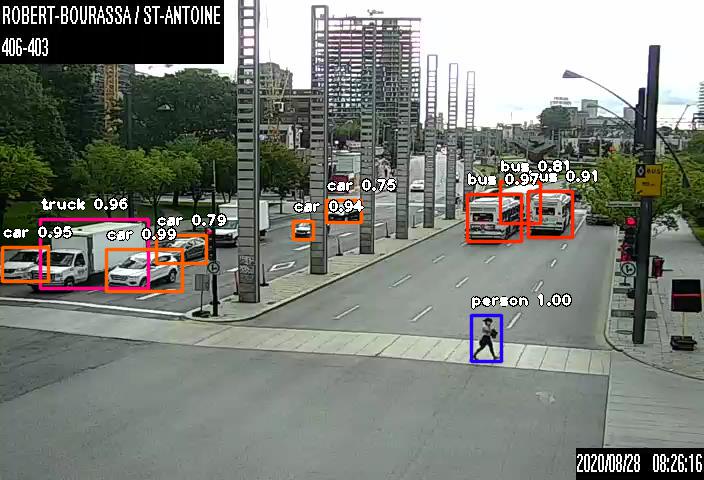 ROBERT-BOURASSA / ST-ANTOINE
406-403
bus 0.81
bus 0.97
us 0.91
car 0.75
truck 0.96
car 0.94
car 0.79
car 0.95
car 0.99
BUS
person 1.00
2020/08/28 08:26:16